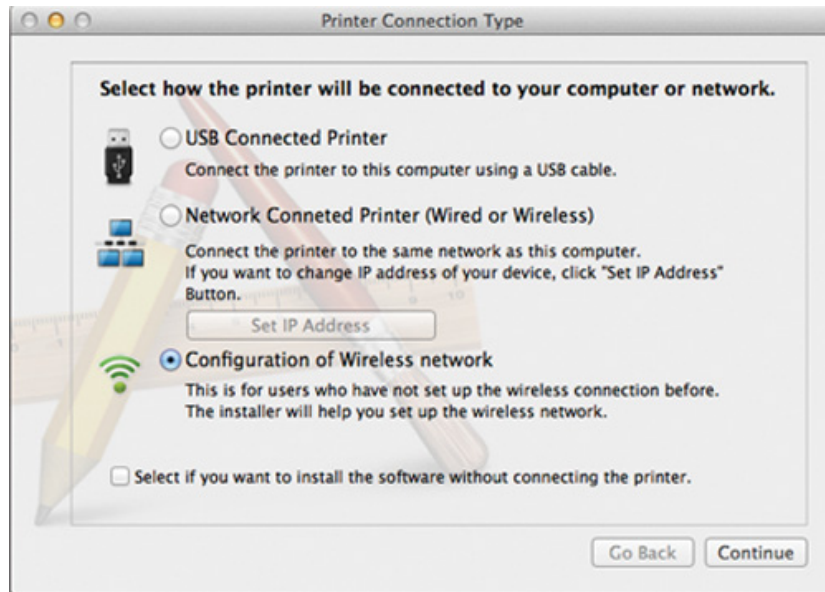 Printer Connection Type
Select how the printer will be connected to your computer or network.
USB Connected Printer
Connect the printer to this computer using a USB cable.
Network Conneted Printer (Wired or Wireless)
Connect the printer to the same network as this computer.
If you want to change IP address of your device, click "Set IP Address"
Button.
Set IP Address
Configuration of Wireless network
This is for users who have not set up the wireless connection before.
The installer will help you set up the wireless network.
Select if you want to install the software without connecting the printer.
Go Back Continue